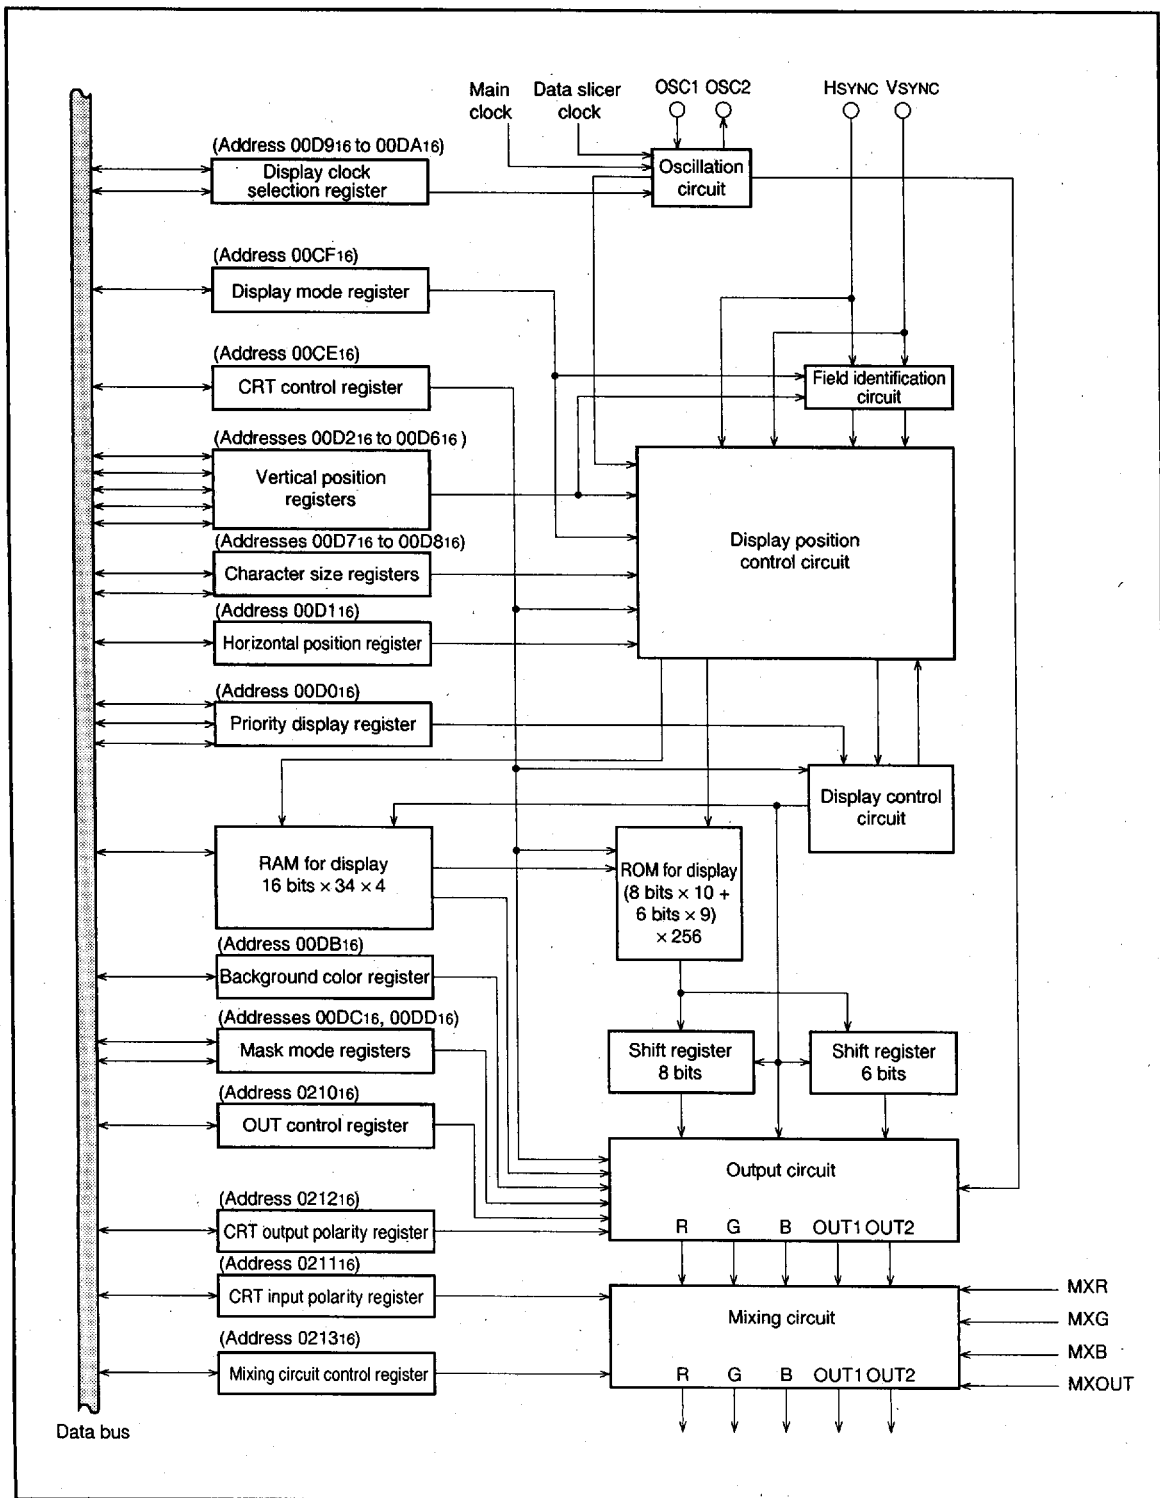 Main
clock
Data slicer
clock
OSC1 OSC2
HSYNC VSYNC
(Address 00D916 to 00DA16)
Display clock
selection register
Oscillation
circuit
(Address 00CF16)
Display mode register
(Address 00CE16)
CRT control register
Field identification
circuit
(Addresses 00D216 to 00D616 )
Vertical position
registers
Display position
control circuit
(Addresses 00D716 to 00D816)
Character size registers
(Address 00D116)
Horizontal position register
(Address 00D016)
Priority display register
Display control
circuit
RAM for display
16 bits × 34 × 4
ROM for display
(8 bits × 10 +
6 bits × 9)
× 256
(Address 00DB16)
Background color register
(Addresses 00DC16, 00DD16)
Mask mode registers
Shift register
8 bits
Shift register
6 bits
(Address 021016)
OUT control register
Output circuit
R G B OUT1 OUT2
(Address 021216)
CRT output polarity register
(Address 021116)
CRT input polarity register
Mixing circuit
R G B OUT1 OUT2
MXR
MXG
MXB
MXOUT
(Address 021316)
Mixing circuit control register
Data bus